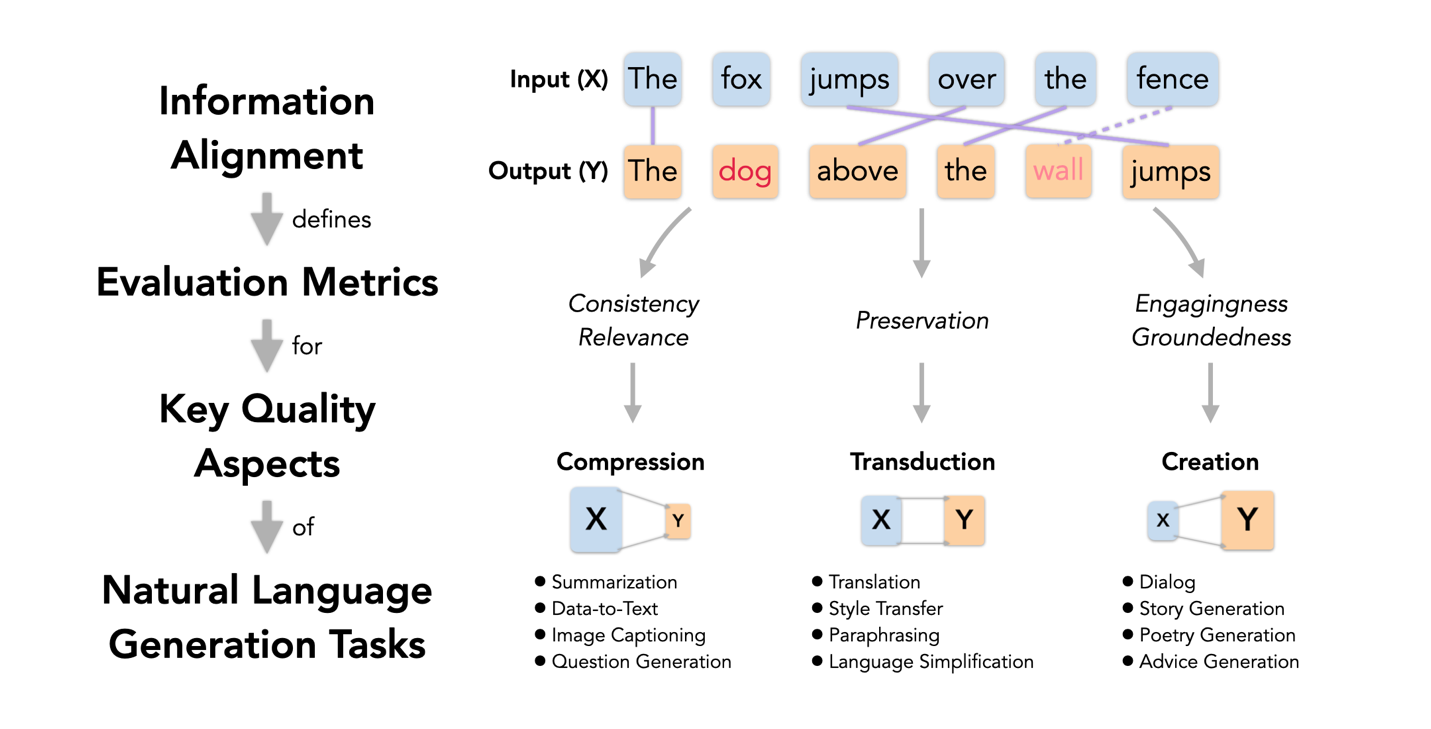 Information
Alignment
defines
Evaluation Metrics
for
Key Quality
Aspects
of
Natural Language
Generation Tasks
Input (X) The fox jumps over the fence
Output (Y) The dog above the wall jumps
Consistency
Relevance
Preservation
Engagingness
Groundedness
Compression
X Y
● Summarization
● Data-to-Text
● Image Captioning
● Question Generation
Transduction
X Y
● Translation
● Style Transfer
● Paraphrasing
● Language Simplification
Creation
X Y
● Dialog
● Story Generation
● Poetry Generation
● Advice Generation